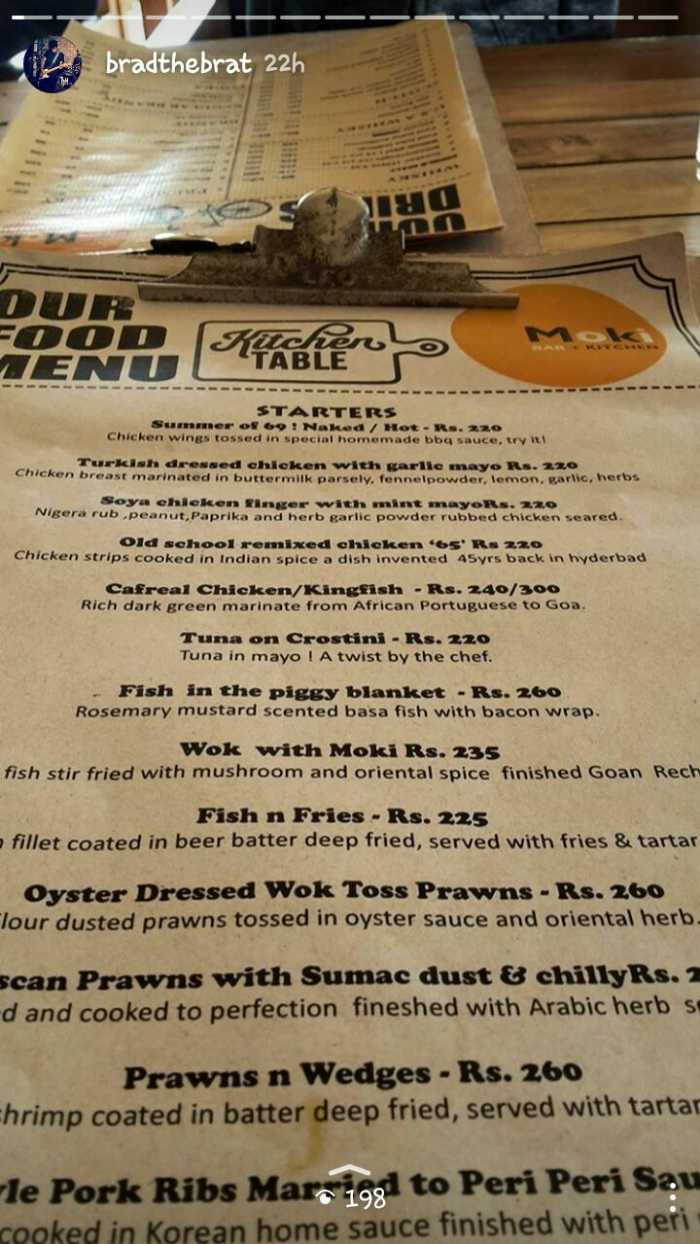 bradthebrat 22h
WHISKEY
OUR
FOOD
MENU
Kitchen
TABLE
Moki
BAR + KITCHEN
STARTERS
Summer of 69 ! Naked / Hot - Rs. 220
Chicken wings tossed in special homemade bbq sauce, try it!
Turkish dressed chicken with garlic mayo Rs. 220
Chicken breast marinated in buttermilk parsely, fennelpowder, lemon, garlic, herbs
Soya chicken finger with mint mayoRs. 220
Nigera rub ,peanut,Paprika and herb garlic powder rubbed chicken seared.
Old school remixed chicken ‘65’ Rs 220
Chicken strips cooked in Indian spice a dish invented 45yrs back in hyderbad
Cafreal Chicken/Kingfish - Rs. 240/300
Rich dark green marinate from African Portuguese to Goa.
Tuna on Crostini - Rs. 220
Tuna in mayo ! A twist by the chef.
Fish in the piggy blanket - Rs. 260
Rosemary mustard scented basa fish with bacon wrap.
Wok with Moki Rs. 235
fish stir fried with mushroom and oriental spice finished Goan Rech
Fish n Fries - Rs. 225
fillet coated in beer batter deep fried, served with fries & tartar
Oyster Dressed Wok Toss Prawns - Rs. 260
lour dusted prawns tossed in oyster sauce and oriental herb.
scan Prawns with Sumac dust & chillyRs. 2
d and cooked to perfection fineshed with Arabic herb s
Prawns n Wedges - Rs. 260
shrimp coated in batter deep fried, served with tartar
le Pork Ribs Married to Peri Peri Sau
cooked in Korean home sauce finished with peri
198